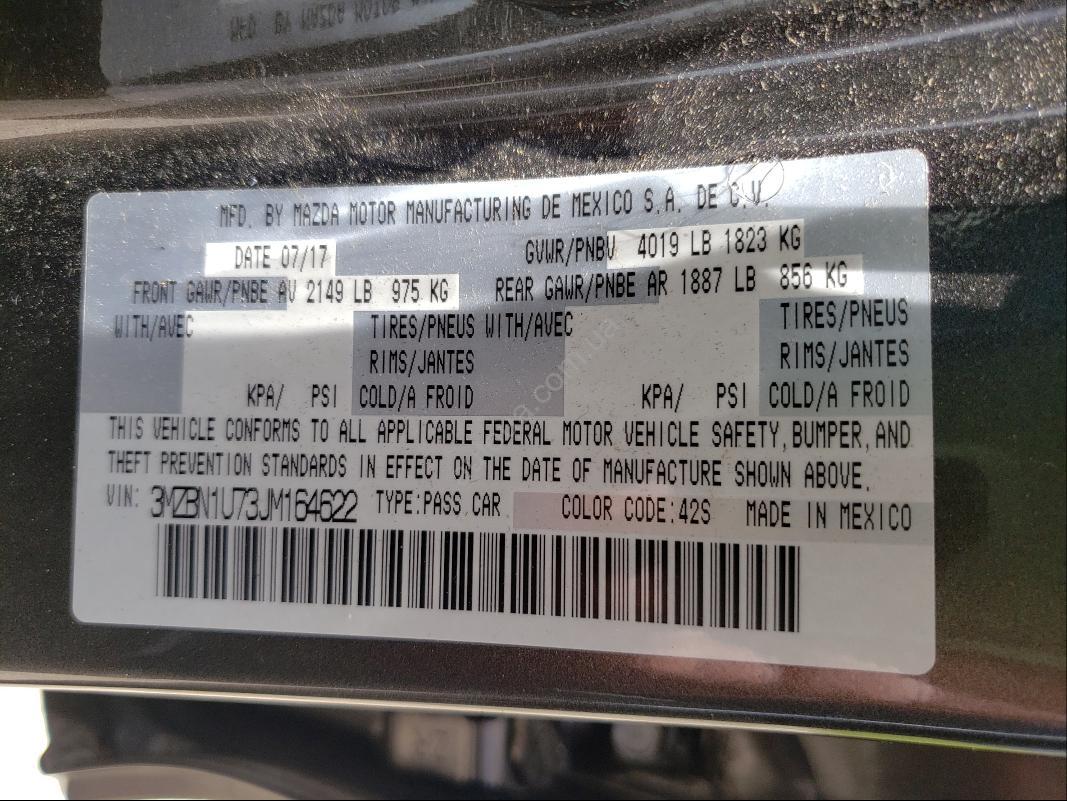 MFD. BY MAZDA MOTOR MANUFACTURING DE MEXICO S.A. DE C.V.
DATE 07/17 GVWR/PNBV 4019 LB 1823 KG
FRONT GAWR/PNBE AV 2149 LB 975 KG REAR GAWR/PNBE AR 1887 LB 856 KG
WITH/AVEC TIRES/PNEUS WITH/AVEC TIRES/PNEUS
RIMS/JANTES RIMS/JANTES
KPA/ PSI COLD/A FROID KPA/ PSI COLD/A FROID
THIS VEHICLE CONFORMS TO ALL APPLICABLE FEDERAL MOTOR VEHICLE SAFETY, BUMPER, AND
THEFT PREVENTION STANDARDS IN EFFECT ON THE DATE OF MANUFACTURE SHOWN ABOVE.
VIN: 3MZBN1U73JM164622 TYPE:PASS CAR COLOR CODE:42S MADE IN MEXICO